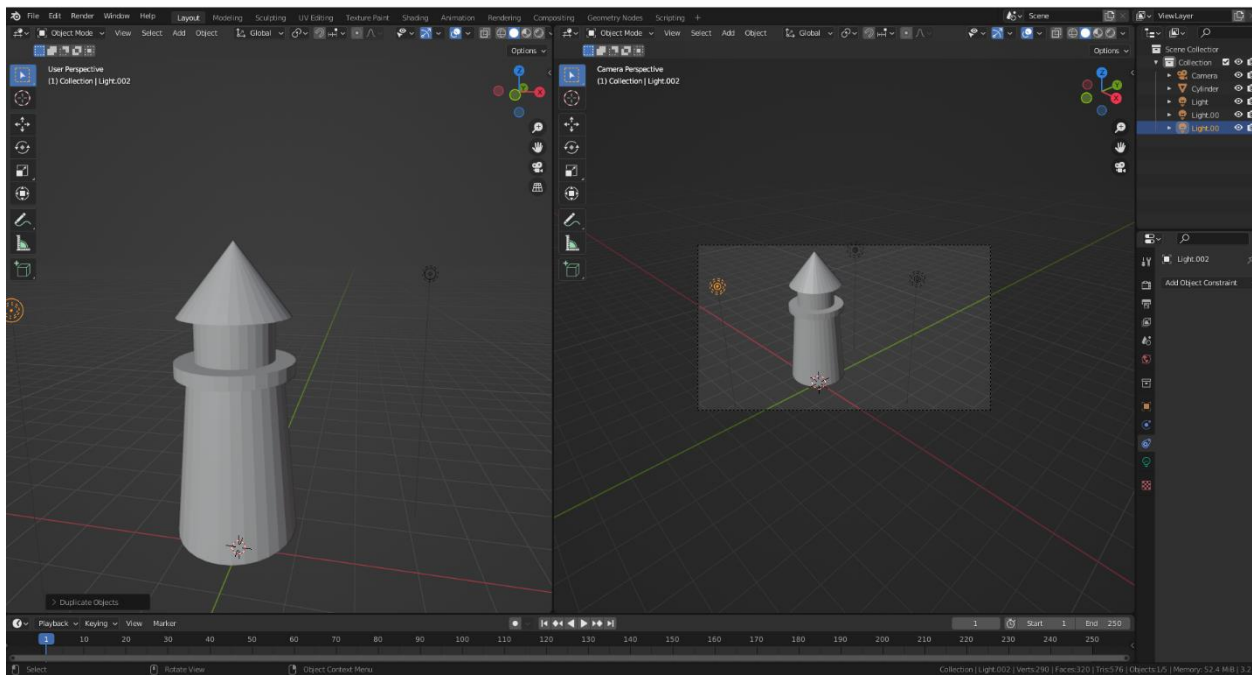 File Edit Render Window Help Layout Modeling Sculpting UV Editing Texture Paint Shading Animation Rendering Compositing Geometry Nodes Scripting + Scene ViewLayer
Object Mode View Select Add Object Global
Object Mode View Select Add Object Global
Options
Options
User Perspective
(1) Collection | Light.002
Camera Perspective
(1) Collection | Light.002
Scene Collection
Collection
Camera
Cylinder
Light
Light.00
Light.00
Light.002
Add Object Constraint
Duplicate Objects
Playback Keying View Marker 1 Start 1 End 250
1 10 20 30 40 50 60 70 80 90 100 110 120 130 140 150 160 170 180 190 200 210 220 230 240 250
Select Rotate View Object Context Menu Collection | Light.002 | Verts:290 | Faces:320 | Tris:576 | Objects:1/5 | Memory: 52.4 MiB | 3.2